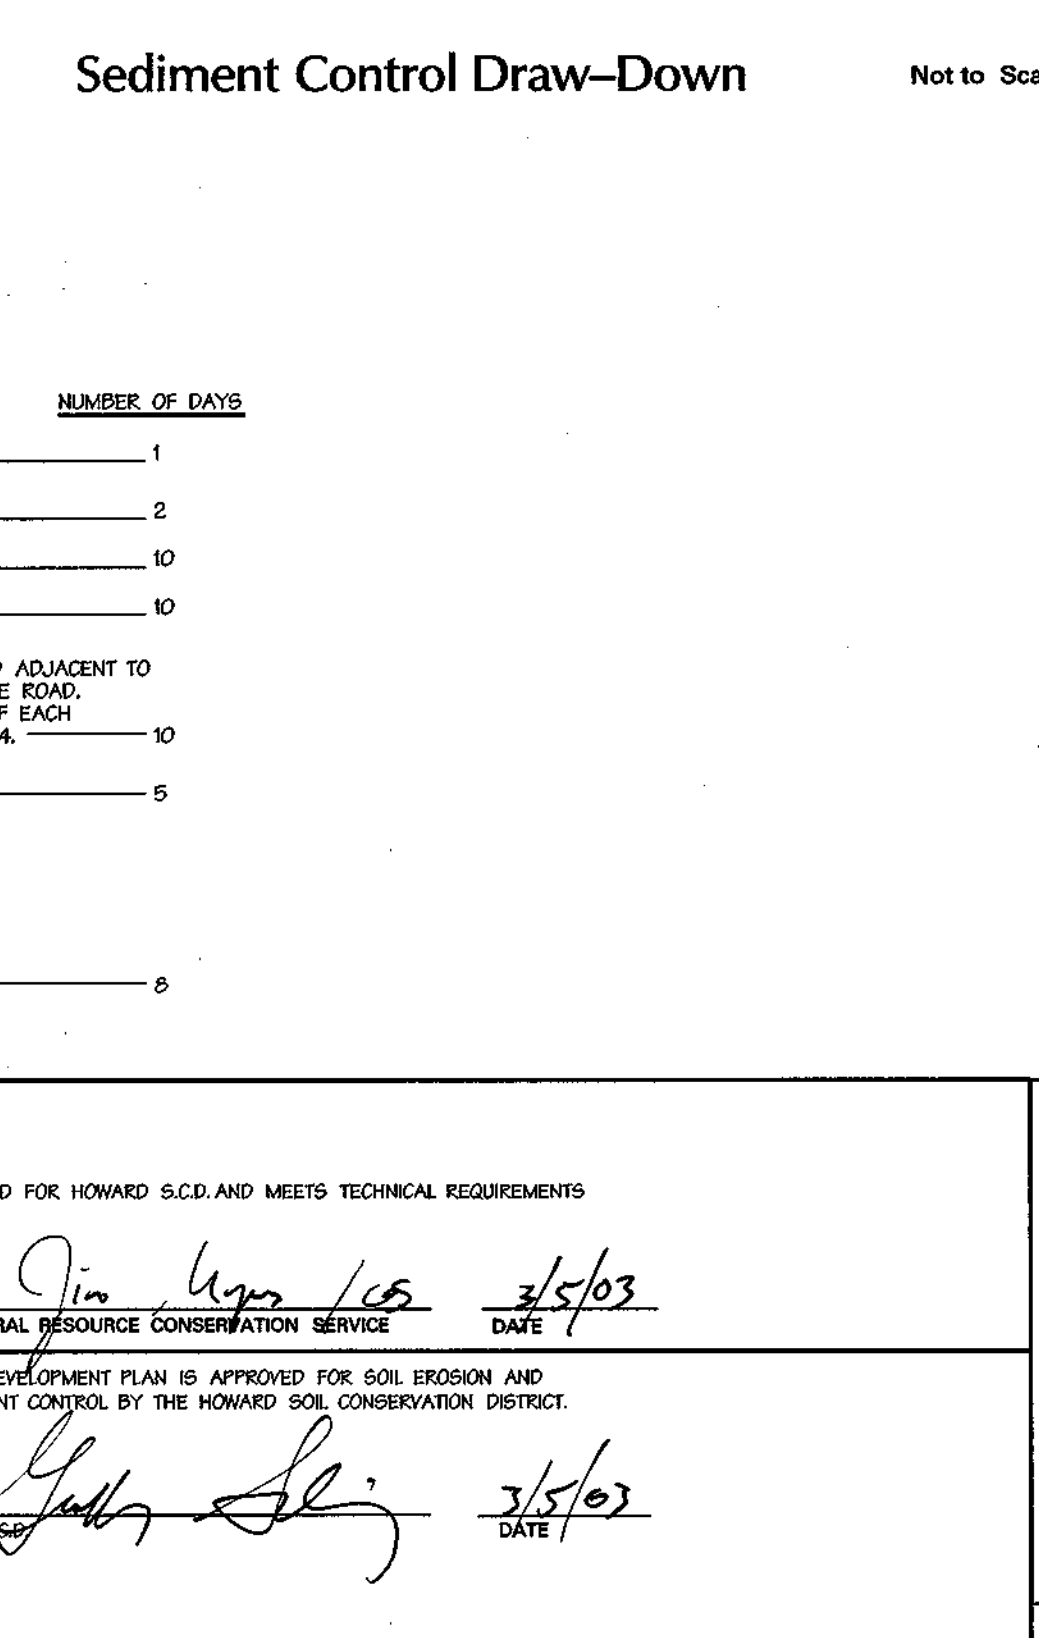 Sediment Control Draw–Down
Not to Sca
NUMBER OF DAYS
1
2
10
10
ADJACENT TO
E ROAD.
F EACH
4. 10
5
8
D FOR HOWARD S.C.D. AND MEETS TECHNICAL REQUIREMENTS
Jim 3/5/03
RAL RESOURCE CONSERVATION SERVICE DATE
EVELOPMENT PLAN IS APPROVED FOR SOIL EROSION AND
NT CONTROL BY THE HOWARD SOIL CONSERVATION DISTRICT.
3/5/03
S.D. DATE